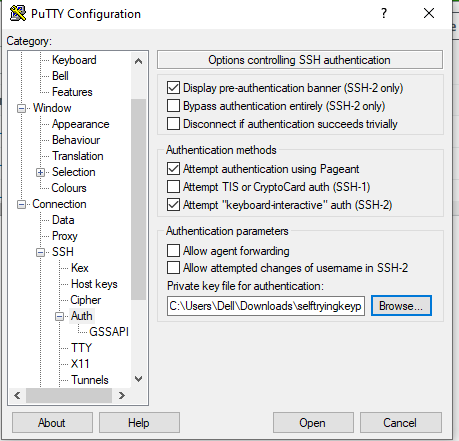 PuTTY Configuration
Category:
Keyboard
Bell
Features
Window
Appearance
Behaviour
Translation
Selection
Colours
Connection
Data
Proxy
SSH
Kex
Host keys
Cipher
Auth
GSSAPI
TTY
X11
Tunnels
Options controlling SSH authentication
Display pre-authentication banner (SSH-2 only)
Bypass authentication entirely (SSH-2 only)
Disconnect if authentication succeeds trivially
Authentication methods
Attempt authentication using Pageant
Attempt TIS or CryptoCard auth (SSH-1)
Attempt "keyboard-interactive" auth (SSH-2)
Authentication parameters
Allow agent forwarding
Allow attempted changes of username in SSH-2
Private key file for authentication:
C:\Users\Dell\Downloads\selftryingkeyp
Browse...
About
Help
Open
Cancel